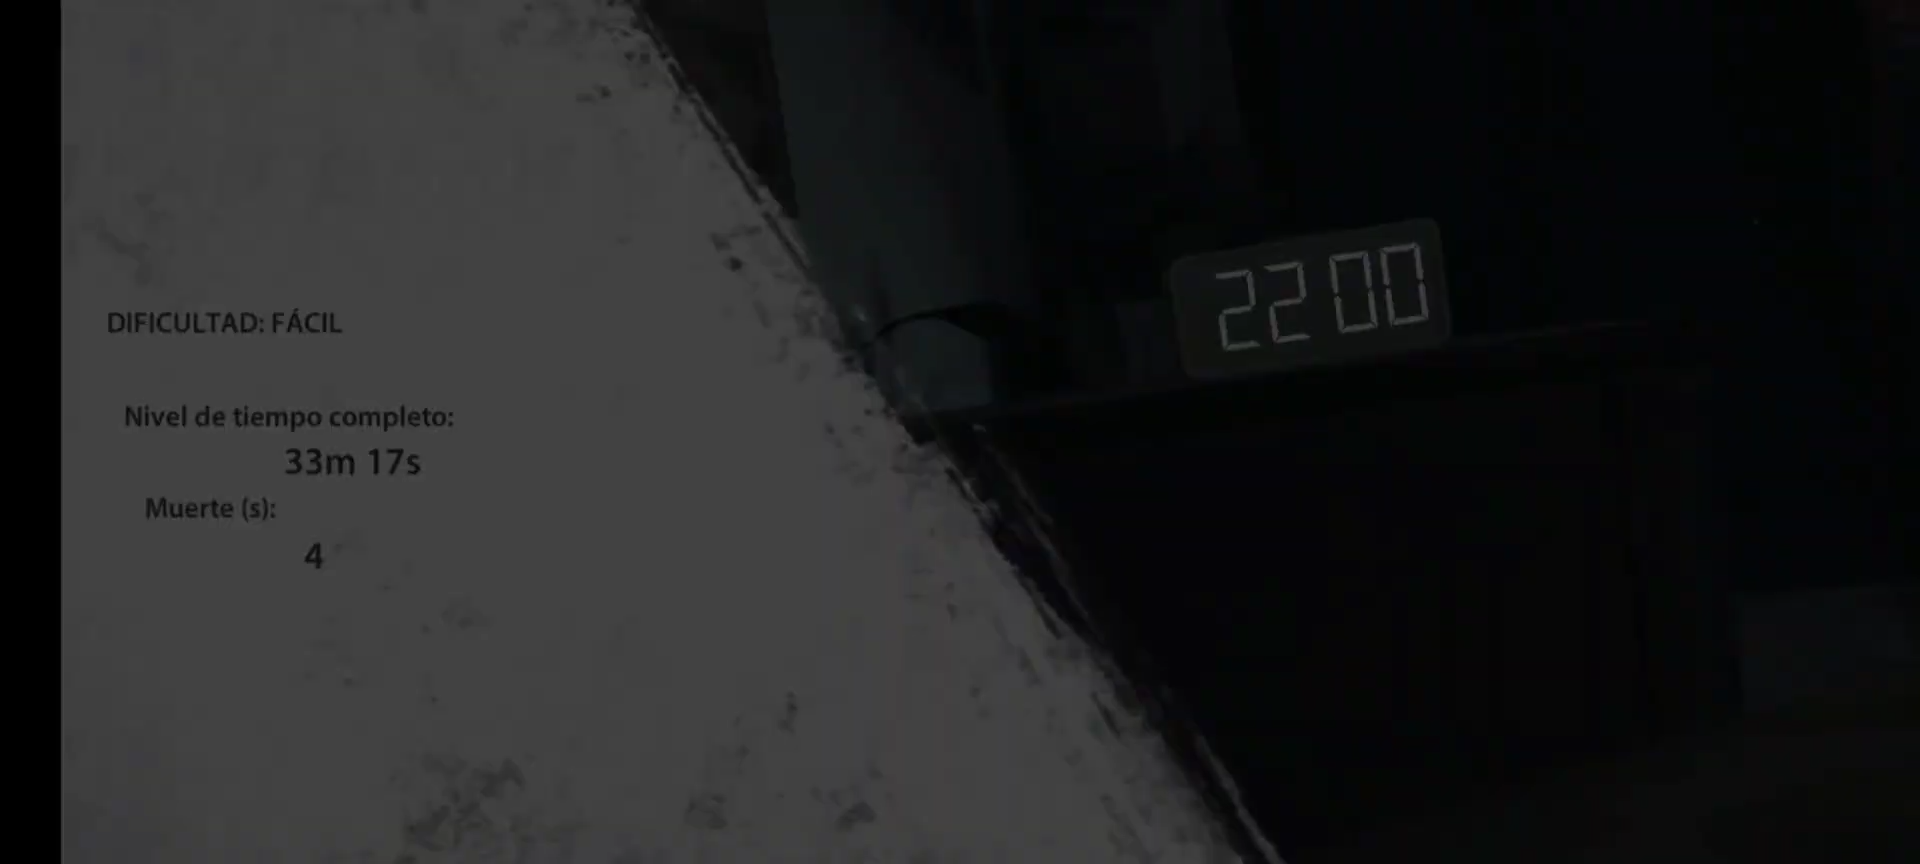 22 00
DIFICULTAD: FÁCIL
Nivel de tiempo completo:
33m 17s
Muerte (s):
4